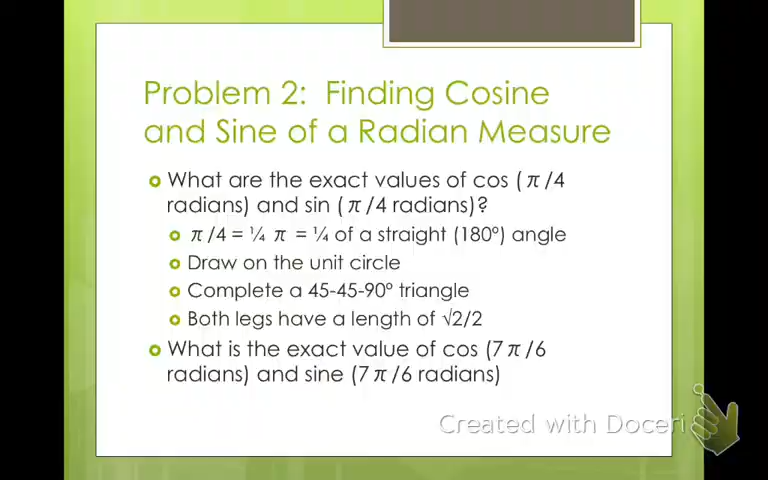 Problem 2: Finding Cosine
and Sine of a Radian Measure
What are the exact values of cos (π/4
radians) and sin (π/4 radians)?
π/4 = ¼ π = ¼ of a straight (180º) angle
Draw on the unit circle
Complete a 45-45-90º triangle
Both legs have a length of √2/2
What is the exact value of cos (7π/6
radians) and sine (7π/6 radians)
Created with Doceri